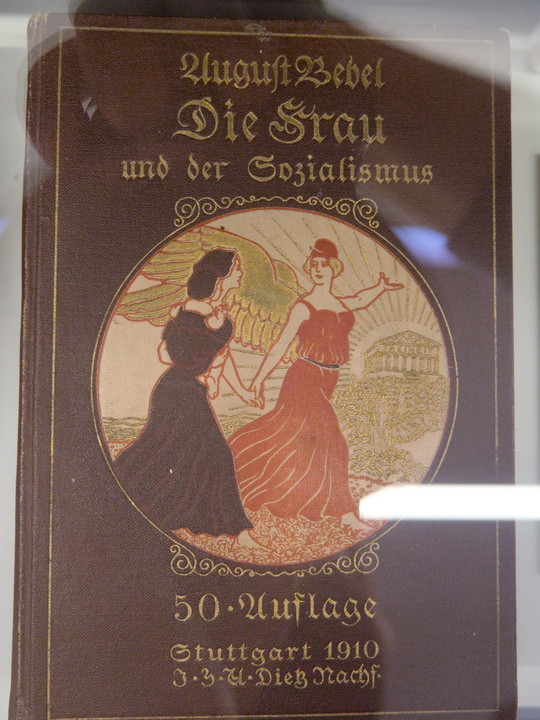 August Bebel
Die Frau
und der Sozialismus
50 · Auflage
Stuttgart 1910
J · H · W · Dietz Nachf ·